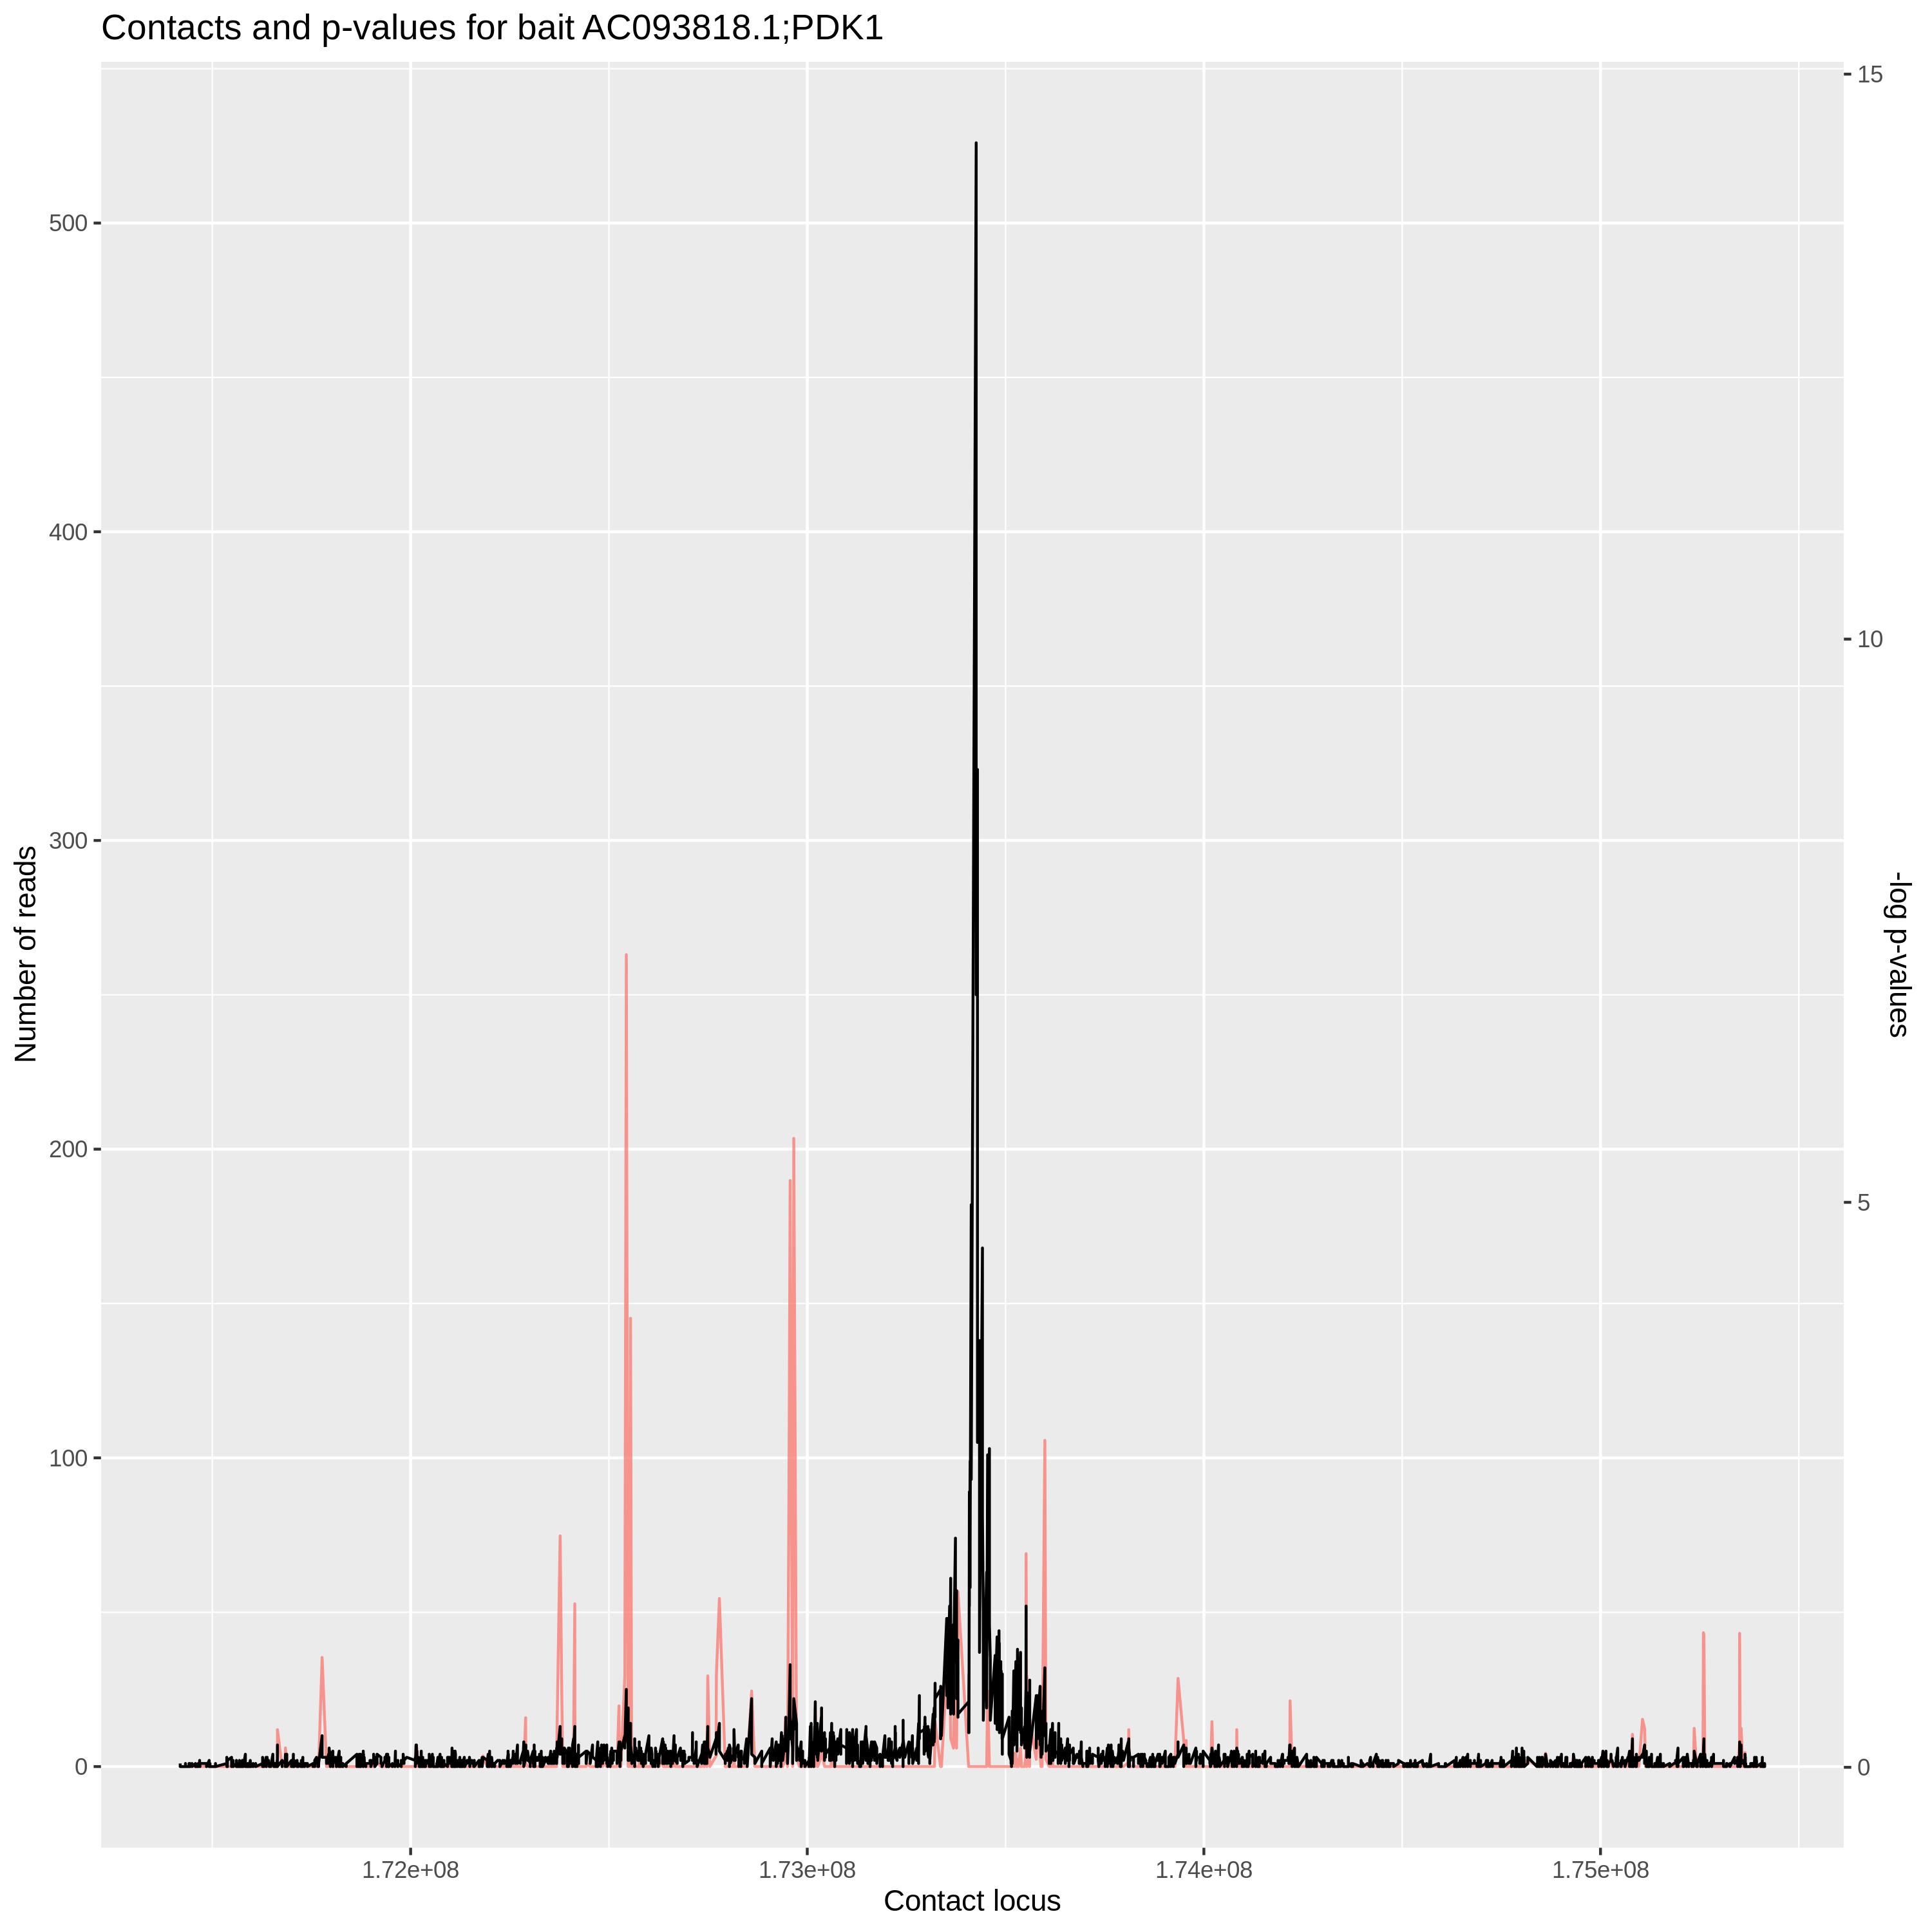 Contacts and p-values for bait AC093818.1;PDK1
15
500
400
10
300
Number of reads
-log p-values
200
5
100
0
0
1.72e+08
1.73e+08
1.74e+08
1.75e+08
Contact locus